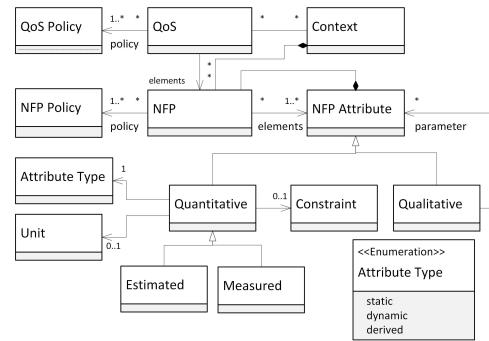 QoS Policy 1..* * QoS * * Context
policy
*
*
elements
NFP Policy 1..* * NFP * 1..* NFP Attribute *
policy elements parameter
Attribute Type 1
Quantitative 0..1 Constraint Qualitative
Unit
0..1
<<Enumeration>>
Attribute Type
Estimated Measured
static
dynamic
derived